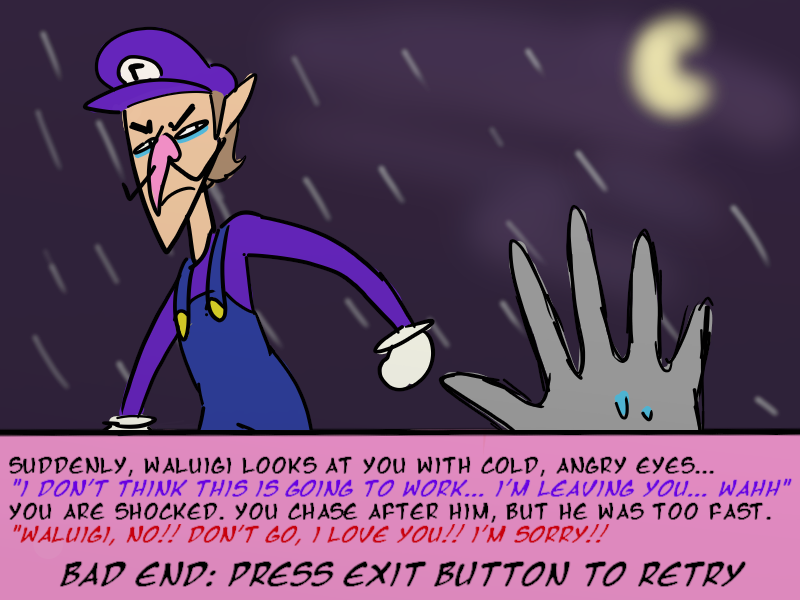 SUDDENLY, WALUIGI LOOKS AT YOU WITH COLD, ANGRY EYES...
"I DON'T THINK THIS IS GOING TO WORK... I'M LEAVING YOU... WAHH"
YOU ARE SHOCKED. YOU CHASE AFTER HIM, BUT HE WAS TOO FAST.
"WALUIGI, NO!! DON'T GO, I LOVE YOU!! I'M SORRY!!
BAD END: PRESS EXIT BUTTON TO RETRY